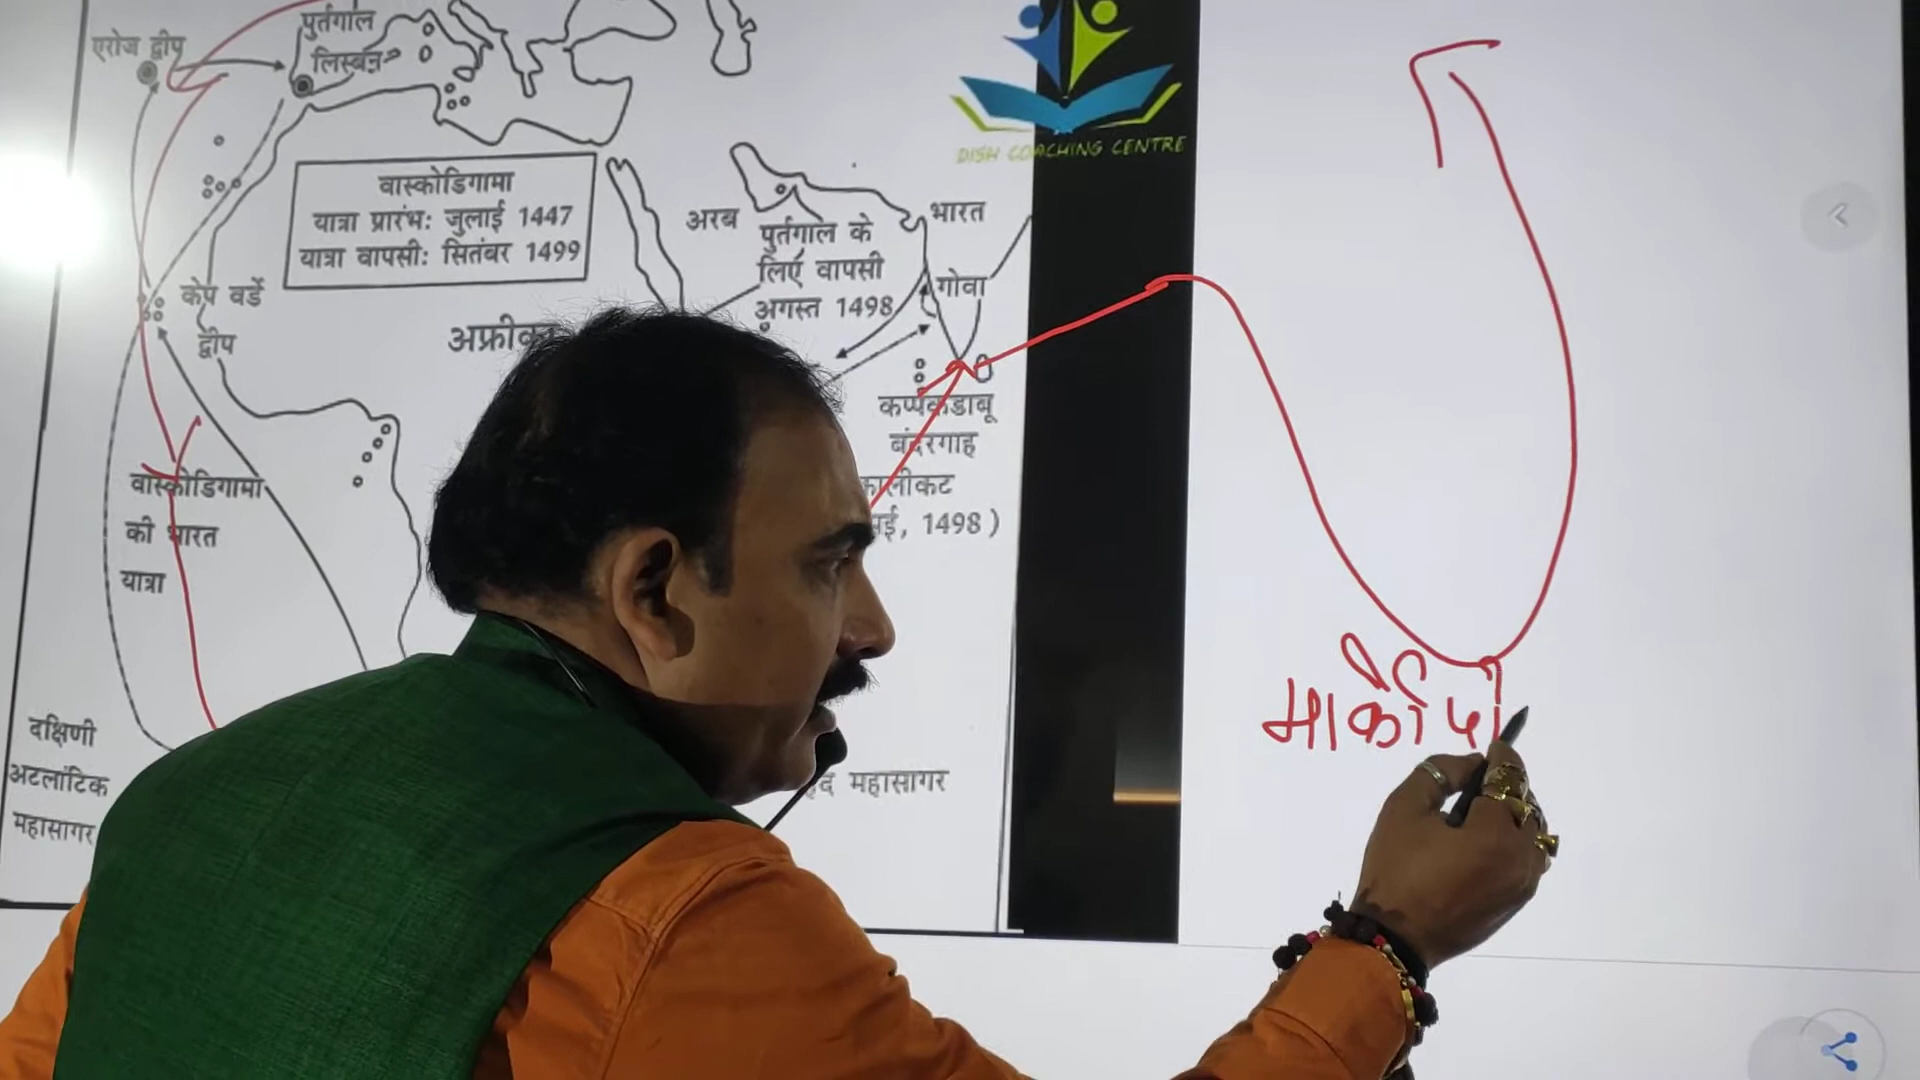 एरोज द्वीप
पुर्तगाल
लिस्बन
DISH COACHING CENTRE
वास्कोडिगामा
यात्रा प्रारंभ: जुलाई 1447
यात्रा वापसी: सितंबर 1499
अरब
पुर्तगाल के
लिए वापसी
अगस्त 1498
भारत
गोवा
केप वर्डे
द्वीप
कप्पकडाबू
बंदरगाह
वास्कोडिगामा
की भारत
यात्रा
1498 )
दक्षिणी
अटलांटिक
महासागर
महासागर
मार्को